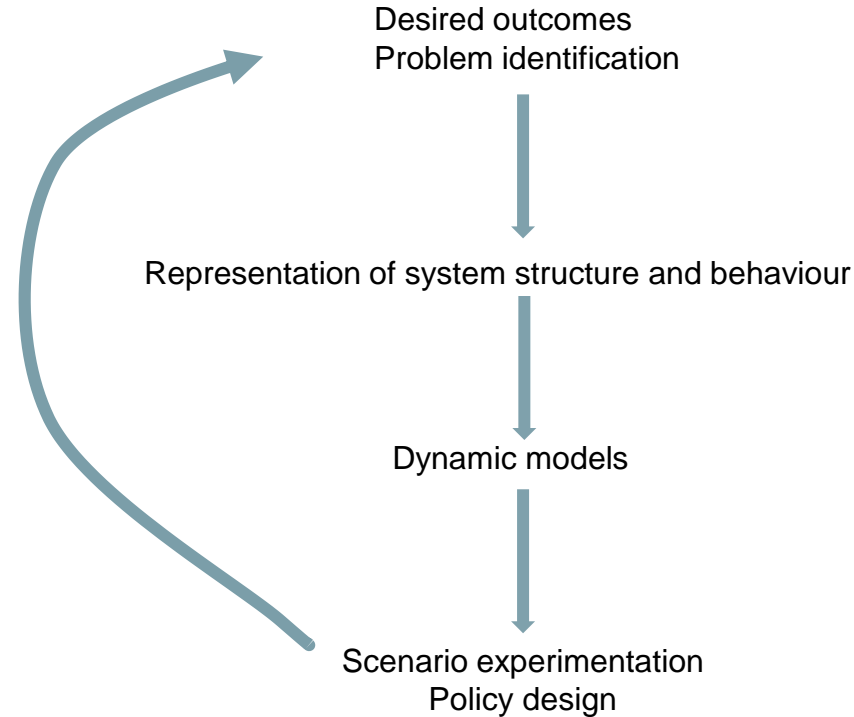 Desired outcomes
Problem identification
Representation of system structure and behaviour
Dynamic models
Scenario experimentation
Policy design